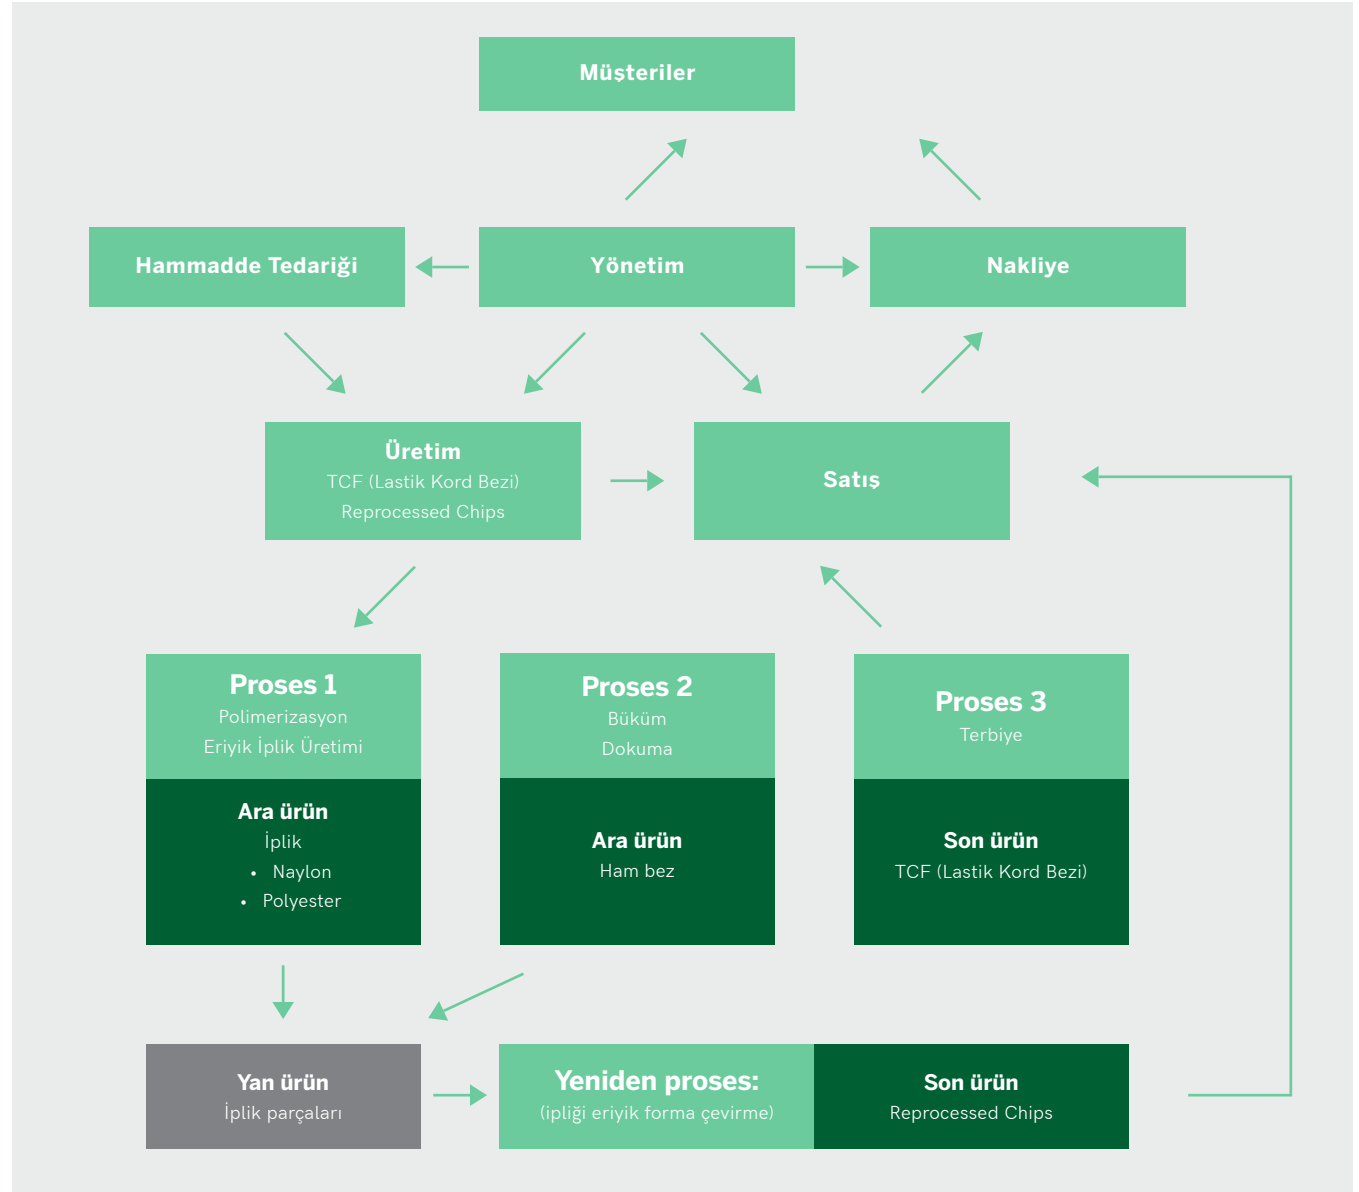 Müşteriler
Hammadde Tedariği
Yönetim
Nakliye
Üretim
TCF (Lastik Kord Bezi)
Reprocessed Chips
Satış
Proses 1
Polimerizasyon
Eriyik İplik Üretimi
Ara ürün
İplik
• Naylon
• Polyester
Proses 2
Büküm
Dokuma
Ara ürün
Ham bez
Proses 3
Terbiye
Son ürün
TCF (Lastik Kord Bezi)
Yan ürün
İplik parçaları
Yeniden proses:
(ipliği eriyik forma çevirme)
Son ürün
Reprocessed Chips